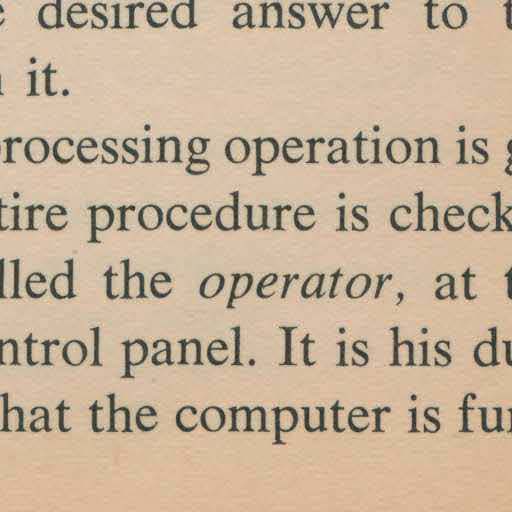 desired answer to
it.
processing operation is
tire procedure is check
lled the operator, at
ntrol panel. It is his du
hat the computer is fun